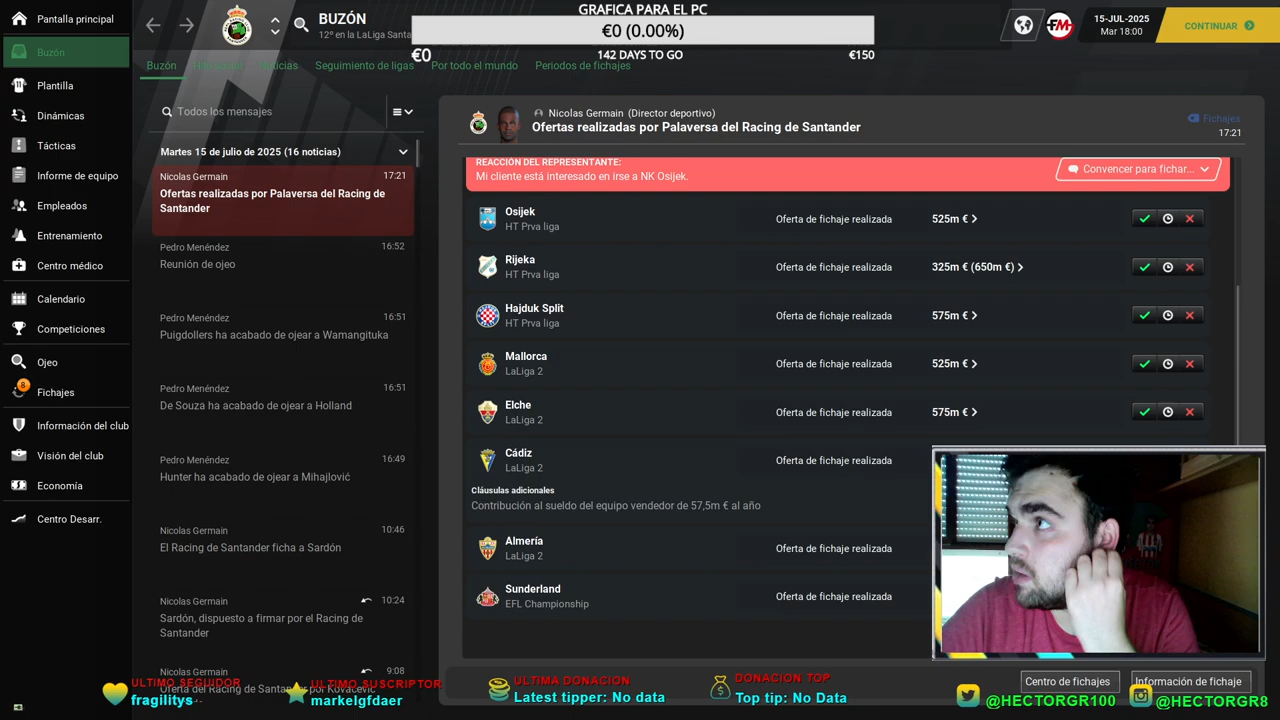 Pantalla principal
Buzón
Plantilla
Dinámicas
Tácticas
Informe de equipo
Empleados
Entrenamiento
Centro médico
Calendario
Competiciones
Ojeo
8
Fichajes
Información del club
Visión del club
Economía
Centro Desarr.
BUZÓN
12º en la LaLiga Santa
GRAFICA PARA EL PC
€0 (0.00%)
€0
142 DAYS TO GO
€150
FM
15-JUL-2025
Mar 18:00
CONTINUAR
Buzón
Noticias
Seguimiento de ligas
Por todo el mundo
Periodos de fichajes
Todos los mensajes
Martes 15 de julio de 2025 (16 noticias)
Nicolas Germain 17:21
Ofertas realizadas por Palaversa del Racing de
Santander
Pedro Menéndez 16:52
Reunión de ojeo
Pedro Menéndez 16:51
Puigdollers ha acabado de ojear a Wamangituka
Pedro Menéndez 16:51
De Souza ha acabado de ojear a Holland
Pedro Menéndez 16:49
Hunter ha acabado de ojear a Mihajlović
Nicolas Germain 10:46
El Racing de Santander ficha a Sardón
Nicolas Germain 10:24
Sardón, dispuesto a firmar por el Racing de
Santander
Nicolas Germain 9:08
Oferta del Racing de Santander por Kovacevic
Nicolas Germain (Director deportivo)
Ofertas realizadas por Palaversa del Racing de Santander
Fichajes
17:21
REACCIÓN DEL REPRESENTANTE:
Mi cliente está interesado en irse a NK Osijek.
Convencer para fichar...
Osijek
HT Prva liga
Oferta de fichaje realizada
525m €
Rijeka
HT Prva liga
Oferta de fichaje realizada
325m € (650m €)
Hajduk Split
HT Prva liga
Oferta de fichaje realizada
575m €
Mallorca
LaLiga 2
Oferta de fichaje realizada
525m €
Elche
LaLiga 2
Oferta de fichaje realizada
575m €
Cádiz
LaLiga 2
Oferta de fichaje realizada
Cláusulas adicionales
Contribución al sueldo del equipo vendedor de 57,5m € al año
Almería
LaLiga 2
Oferta de fichaje realizada
Sunderland
EFL Championship
Oferta de fichaje realizada
Centro de fichajes
Información de fichaje
ULTIMO SEGUIDOR
fragilitys
ULTIMO SUSCRIPTOR
markelgfdaer
ULTIMA DONACION
Latest tipper: No data
DONACION TOP
Top tip: No Data
@HECTORGR100
@HECTORGR8